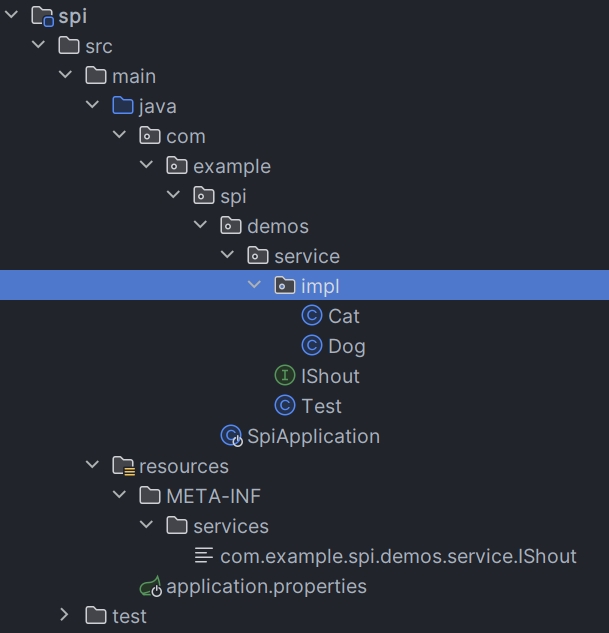 spi
src
main
java
com
example
spi
demos
service
impl
C Cat
C Dog
I IShout
C Test
C SpiApplication
resources
META-INF
services
com.example.spi.demos.service.IShout
application.properties
test